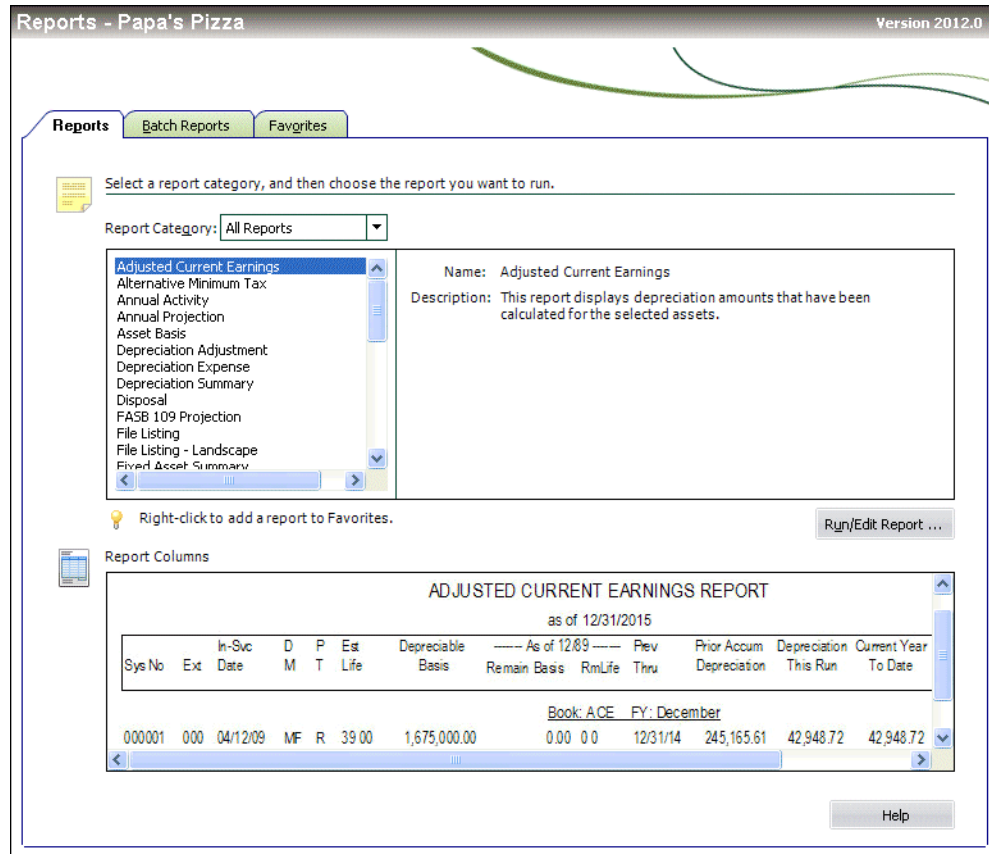 Reports - Papa's Pizza Version 2012.0
Reports Batch Reports Favorites
Select a report category, and then choose the report you want to run.
Report Category: All Reports
Adjusted Current Earnings
Alternative Minimum Tax
Annual Activity
Annual Projection
Asset Basis
Depreciation Adjustment
Depreciation Expense
Depreciation Summary
Disposal
FASB 109 Projection
File Listing
File Listing - Landscape
Fixed Asset Summary
Name: Adjusted Current Earnings
Description: This report displays depreciation amounts that have been
calculated for the selected assets.
Right-click to add a report to Favorites.
Run/Edit Report ...
Report Columns
ADJUSTED CURRENT EARNINGS REPORT
as of 12/31/2015
In-Svc D P Est Depreciable ------ As of 12/89 ------ Prev Prior Accum Depreciation Current Year
Sys No Ext Date M T Life Basis Remain Basis RmLife Thru Depreciation This Run To Date
Book: ACE FY: December
000001 000 04/12/09 MF R 39 00 1,675,000.00 0.00 0 0 12/31/14 245,165.61 42,948.72 42,948.72
Help